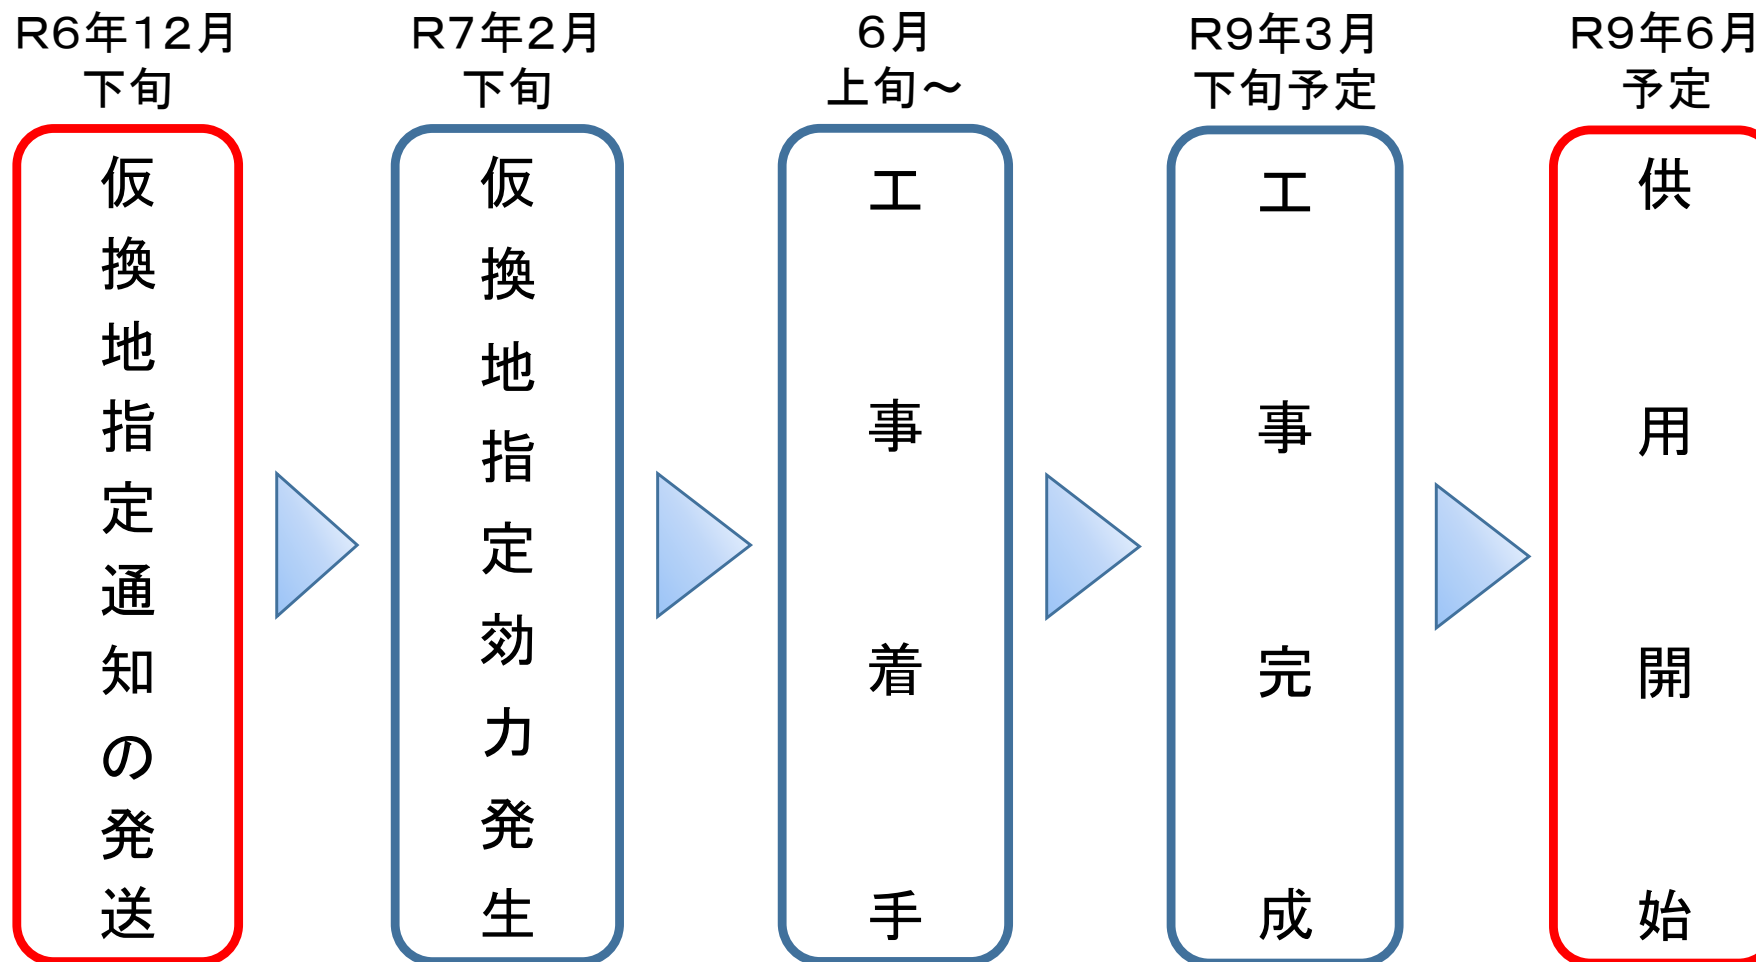 R6年12月
下旬
仮換地指定通知の発送
R7年2月
下旬
仮換地指定効力発生
6月
上旬～
工事着手
R9年3月
下旬予定
工事完成
R9年6月
予定
供用開始